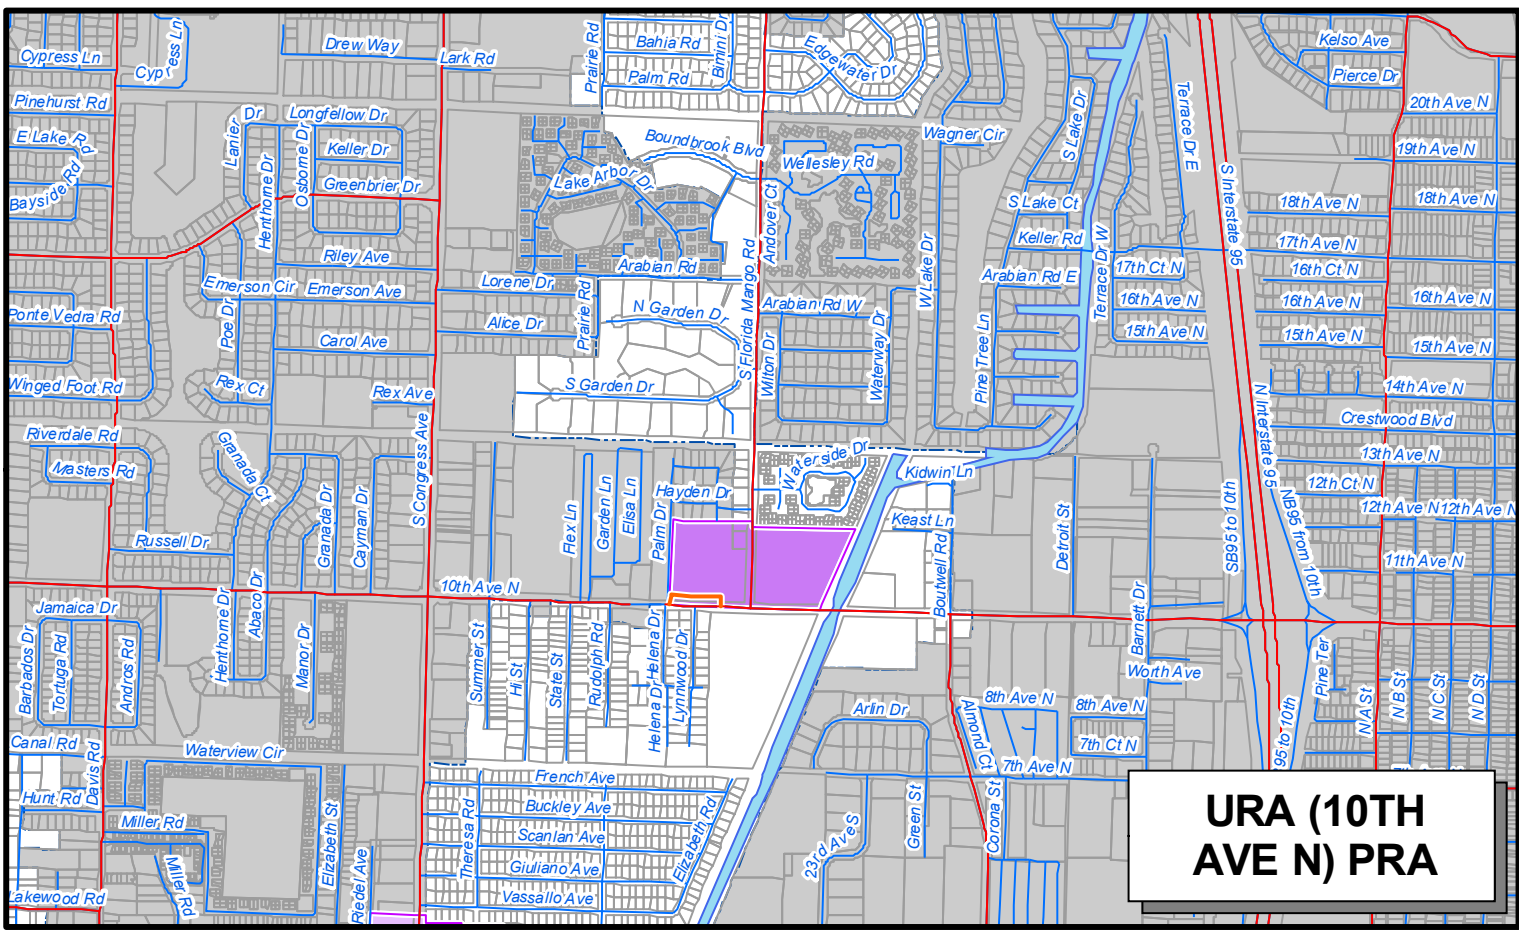 Cypress Ln
Cypress Ln
Drew Way
Lark Rd
Prairie Rd
Bahia Rd
Palm Rd
Bimini Dr
Edgewater Dr
S Lake Dr
Terrace Dr E
Kelso Ave
Pierce Dr
20th Ave N
Pinehurst Rd
E Lake Rd
Bayside Rd
Lanier Dr
Longfellow Dr
Keller Dr
Greenbrier Dr
Osborne Dr
Henthorne Dr
Boundbrook Blvd
Lake Arbor Dr
Wellesley Rd
Andover Ct
Wagner Cir
S Lake Ct
Keller Rd
19th Ave N
18th Ave N
18th Ave N
S Interstate 95
17th Ave N
Riley Ave
Emerson Cir
Emerson Ave
Lorene Dr
Arabian Rd
S Florida Mango Rd
W Lake Dr
Arabian Rd E
Terrace Dr W
17th Ct N
16th Ct N
16th Ave N
16th Ave N
16th Ave N
Ponte Vedra Rd
Poe Dr
Carol Ave
Alice Dr
Prairie Rd
N Garden Dr
Arabian Rd W
Wilton Dr
Waterway Dr
Pine Tree Ln
15th Ave N
15th Ave N
15th Ave N
Winged Foot Rd
Rex Ct
Rex Ave
S Garden Dr
14th Ave N
N Interstate 95
Crestwood Blvd
Riverdale Rd
Masters Rd
Granada Ct
S Congress Ave
Waterside Dr
Kidwin Ln
13th Ave N
12th Ct N
12th Ave N
12th Ave N
Granada Dr
Cayman Dr
Flex Ln
Garden Ln
Elisa Ln
Palm Dr
Hayden Dr
Keast Ln
Boutwell Rd
Detroit St
SB95 to 10th
NB95 from 10th
Russell Dr
11th Ave N
10th Ave N
Jamaica Dr
Barbados Dr
Tortuga Rd
Andros Rd
Henthorne Dr
Abaco Dr
Manor Dr
Summer St
Hi St
State St
Rudolph Rd
Helena Dr
Helena Dr
Lynnwood Dr
Barnett Dr
Worth Ave
Pine Ter
N A St
N B St
N C St
N D St
Arlin Dr
Almond Ct
8th Ave N
8th Ave N
7th Ct N
7th Ave N
95 to 10th
Canal Rd
Davis Rd
Waterview Cir
Hunt Rd
Miller Rd
Miller Rd
Elizabeth St
Riedel Ave
Lakewood Rd
Theresa Rd
French Ave
Buckley Ave
Scanlan Ave
Giuliano Ave
Vassallo Ave
Elizabeth Rd
23rd Ave S
Green St
Corona St
URA (10TH
AVE N) PRA